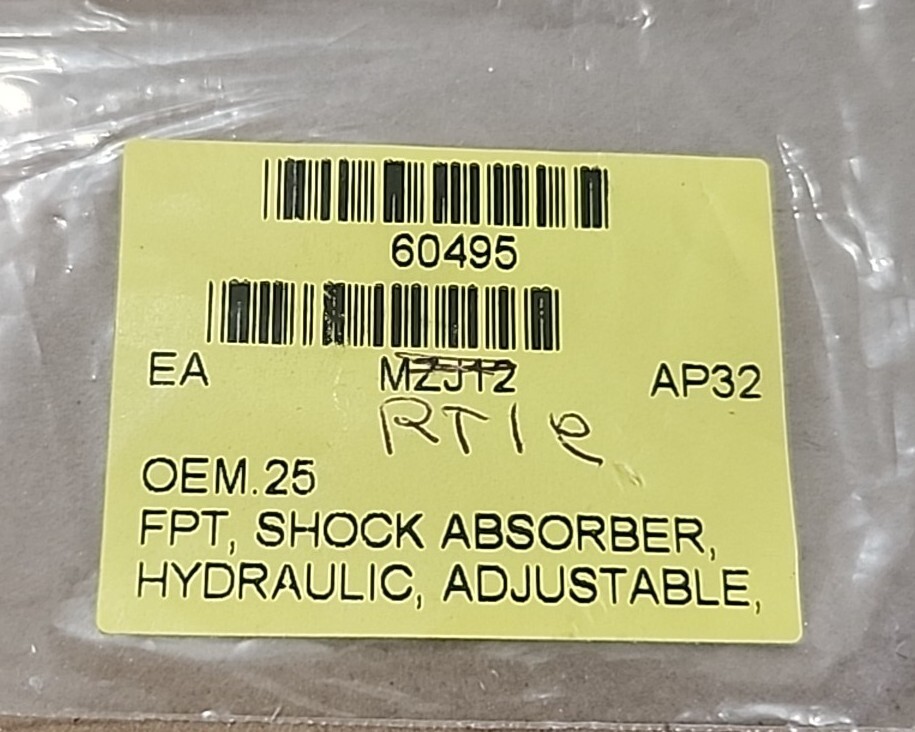 60495
EA MZJ12 AP32
RT1e
OEM.25
FPT, SHOCK ABSORBER,
HYDRAULIC, ADJUSTABLE,